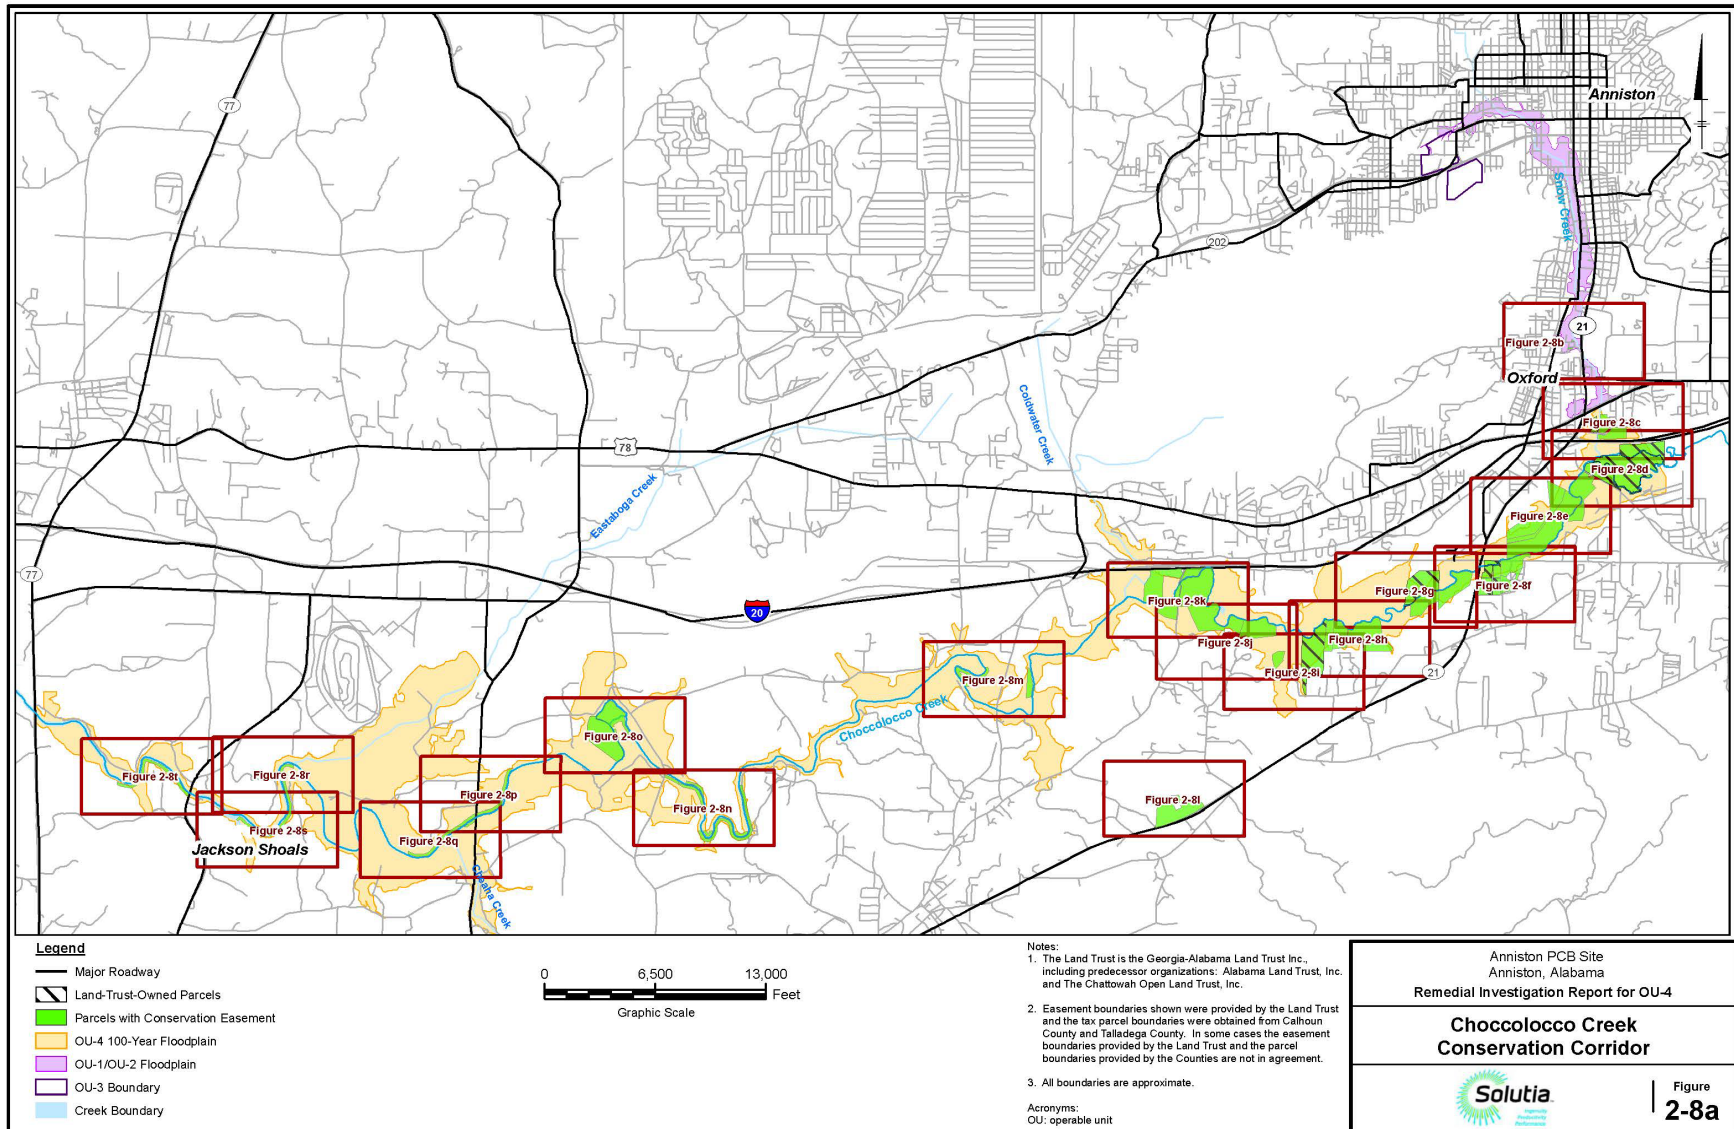 Anniston
77
Snow Creek
202
21
Figure 2-8b
Oxford
Coldwater Creek
Figure 2-8c
78
Figure 2-8d
Eastaboga Creek
Figure 2-8e
77
20
Figure 2-8f
Figure 2-8g
Figure 2-8k
Figure 2-8h
Figure 2-8j
Figure 2-8i
21
Figure 2-8m
Choccolocco Creek
Figure 2-8o
Figure 2-8t
Figure 2-8r
Figure 2-8p
Figure 2-8l
Figure 2-8n
Figure 2-8s
Figure 2-8q
Jackson Shoals
Cheaha Creek
Legend
Major Roadway
Land-Trust-Owned Parcels
Parcels with Conservation Easement
OU-4 100-Year Floodplain
OU-1/OU-2 Floodplain
OU-3 Boundary
Creek Boundary
0 6,500 13,000
Feet
Graphic Scale
Notes:
1. The Land Trust is the Georgia-Alabama Land Trust Inc.,
including predecessor organizations: Alabama Land Trust, Inc.
and The Chattowah Open Land Trust, Inc.
2. Easement boundaries shown were provided by the Land Trust
and the tax parcel boundaries were obtained from Calhoun
County and Talladega County. In some cases the easement
boundaries provided by the Land Trust and the parcel
boundaries provided by the Counties are not in agreement.
3. All boundaries are approximate.
Acronyms:
OU: operable unit
Anniston PCB Site
Anniston, Alabama
Remedial Investigation Report for OU-4
Choccolocco Creek
Conservation Corridor
Solutia
Ingenuity
Productivity
Performance
Figure
2-8a